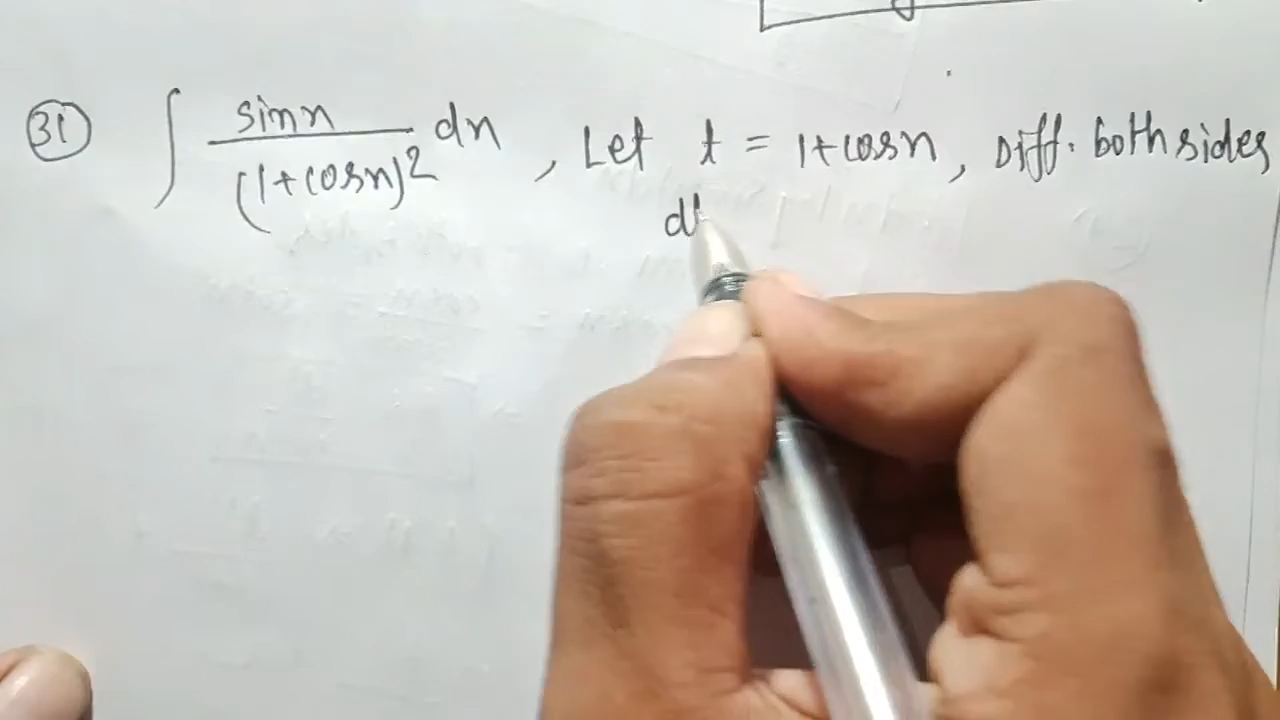 31 ∫ sinx/(1+cosx)² dx , Let t = 1+cosx, Diff. both sides
d